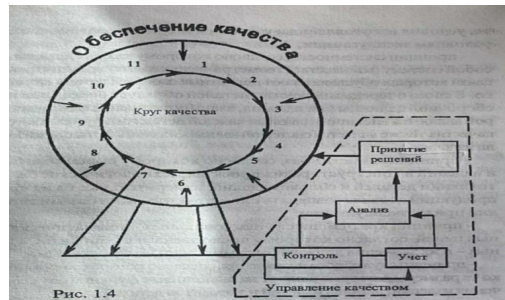 Обеспечение качества
11
1
10
2
9
Круг качества
3
8
4
7
6
5
Принятие
решений
Анализ
Контроль
Учет
Управление качеством
Рис. 1.4